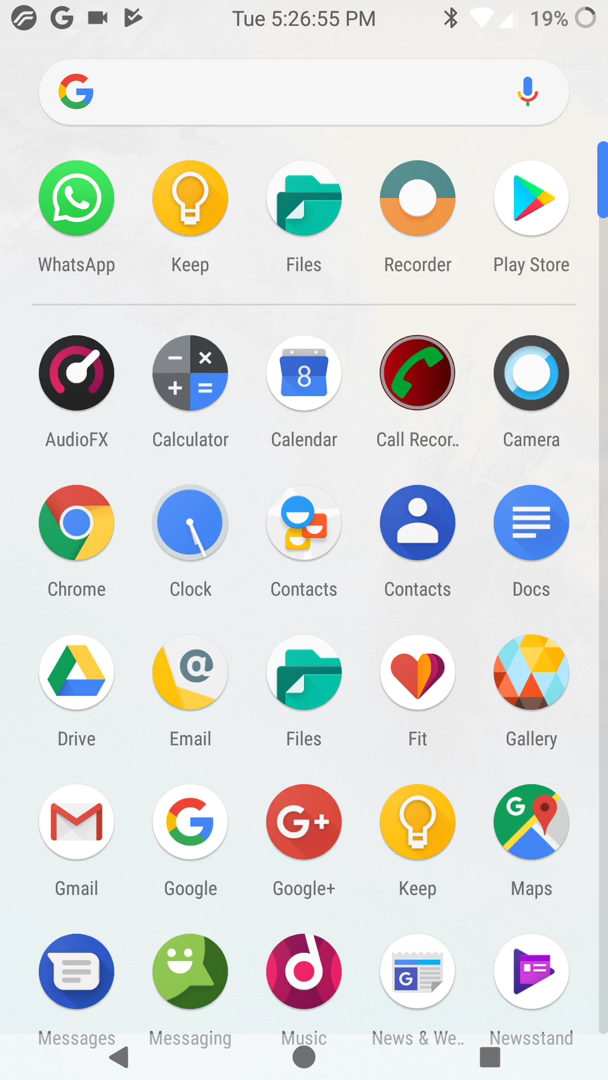 Tue 5:26:55 PM 19%
WhatsApp Keep Files Recorder Play Store
AudioFX Calculator Calendar Call Recor.. Camera
Chrome Clock Contacts Contacts Docs
Drive Email Files Fit Gallery
Gmail Google Google+ Keep Maps
Messages Messaging Music News & We.. Newsstand